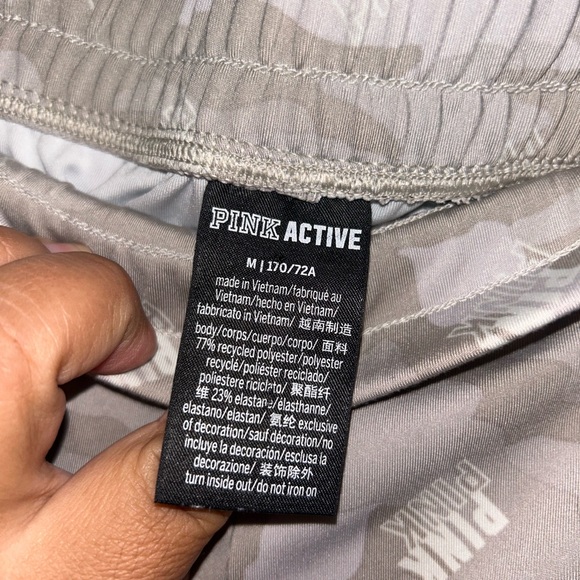 PINK ACTIVE
M | 170/72A
made in Vietnam/fabriqué au
Vietnam/hecho en Vietnam/
fabbricato in Vietnam/ 越南制造
body/corps/cuerpo/corpo/ 面料
77% recycled polyester/polyester
recyclé/poliéster reciclado/
poliestere riciclato/ 聚酯纤
维 23% elastane/élasthanne/
elastano/elastan/ 氨纶 exclusive
of decoration/sauf décoration/no
incluye la decoración/esclusa la
decorazione/ 装饰除外
turn inside out/do not iron on
PINK
PINK